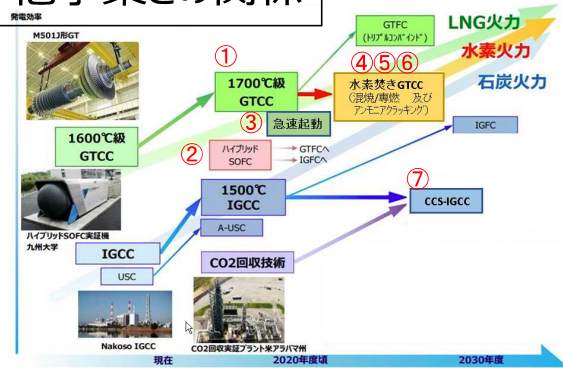 発電効率
M501J形GT
GTFC
(トリプルコンバインド)
LNG火力
水素火力
石炭火力
①
1700℃級
GTCC
④⑤⑥
水素焚きGTCC
(混焼/専焼 及び
アンモニアクラッキング)
③
急速起動
1600℃級
GTCC
②
ハイブリッド
SOFC
GTFCへ
IGFCへ
IGFC
ハイブリッドSOFC実証機
九州大学
1500℃
IGCC
A-USC
⑦
CCS-IGCC
IGCC
USC
CO2回収技術
Nakoso IGCC
CO2回収実証プラント米アラバマ州
現在
2020年度頃
2030年度